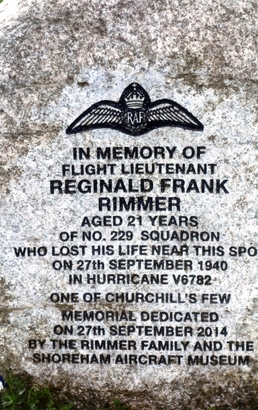 RAF
IN MEMORY OF
FLIGHT LIEUTENANT
REGINALD FRANK
RIMMER
AGED 21 YEARS
OF NO. 229 SQUADRON
WHO LOST HIS LIFE NEAR THIS SPO
ON 27th SEPTEMBER 1940
IN HURRICANE V6782
ONE OF CHURCHILL'S FEW
MEMORIAL DEDICATED
ON 27th SEPTEMBER 2014
BY THE RIMMER FAMILY AND THE
SHOREHAM AIRCRAFT MUSEUM